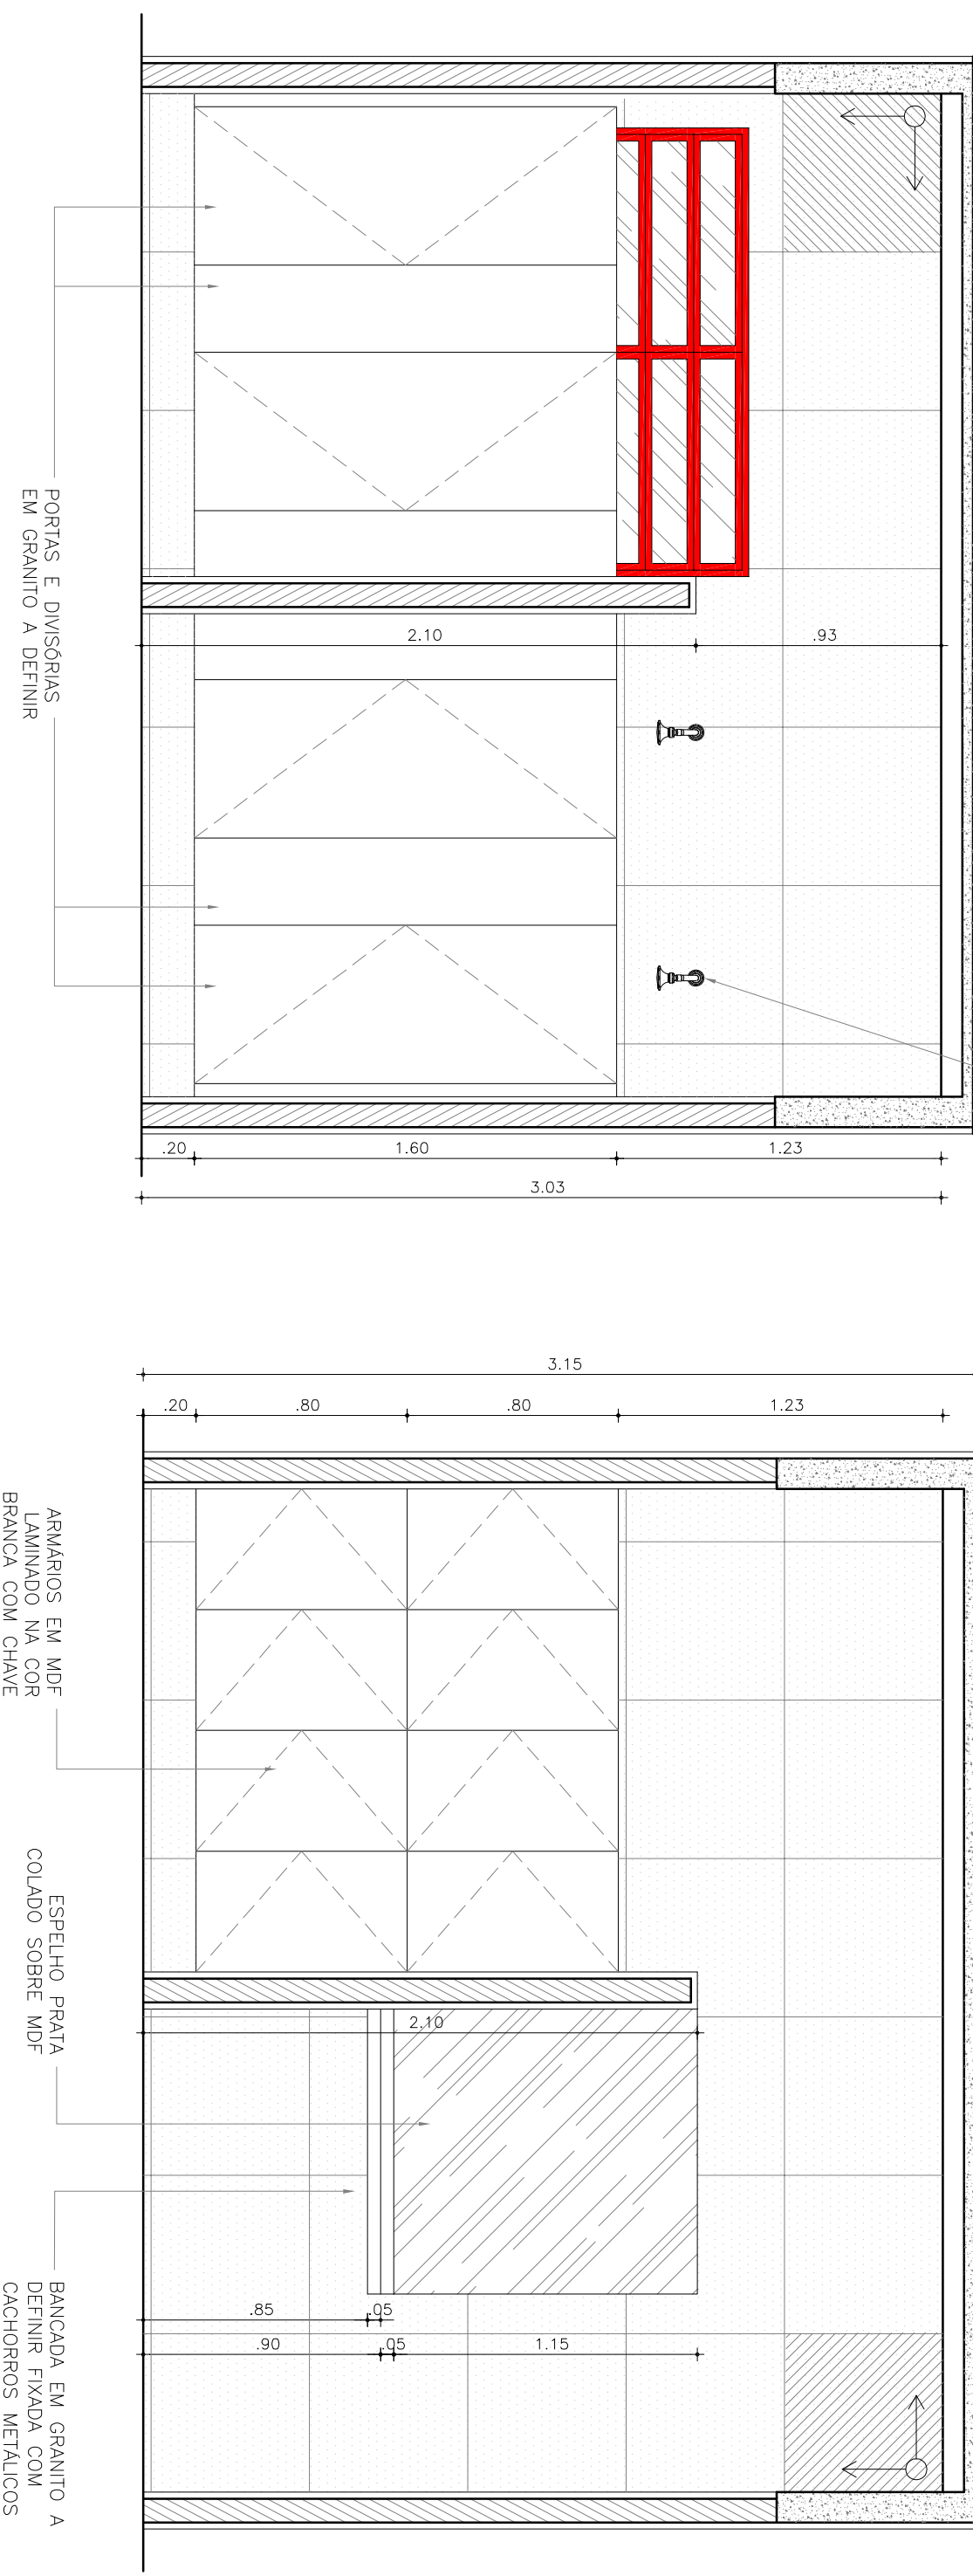 2.10
.93
.20
1.60
1.23
3.03
PORTAS E DIVISÓRIAS
EM GRANITO A DEFINIR
3.15
.20
.80
.80
1.23
2.10
.85
.05
.90
.05
1.15
ARMÁRIOS EM MDF
LAMINADO NA COR
BRANCA COM CHAVE
ESPELHO PRATA
COLADO SOBRE MDF
BANCADA EM GRANITO A
DEFINIR FIXADA COM
CACHORROS METÁLICOS